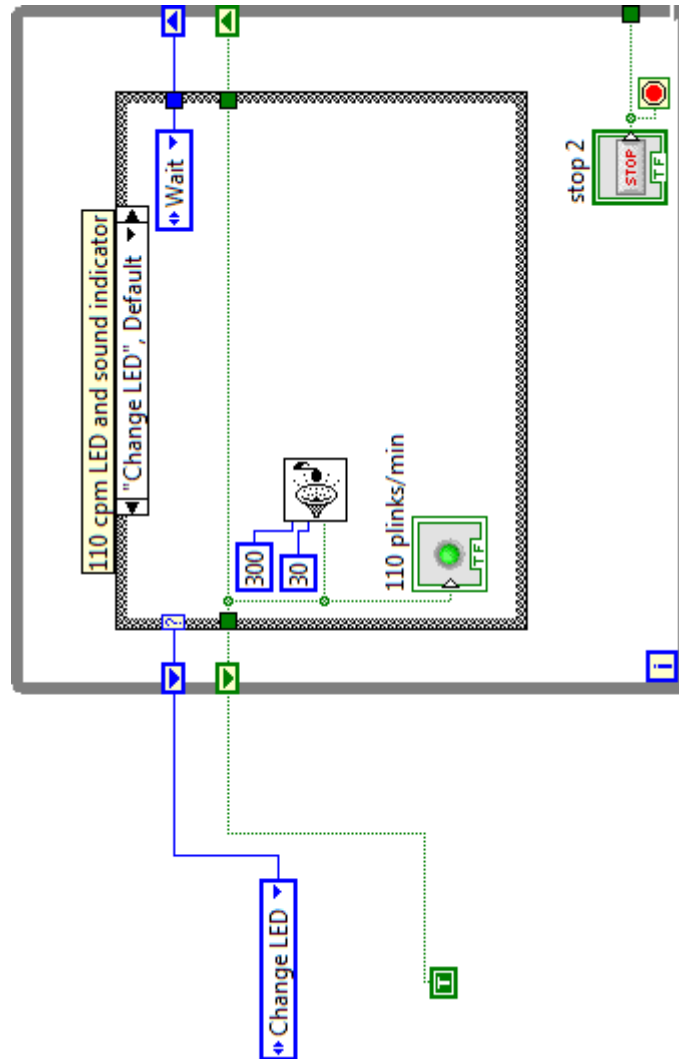 110 cpm LED and sound indicator
"Change LED", Default
Wait
300
30
110 plinks/min
TF
stop 2
STOP
TF
i
Change LED
T
?